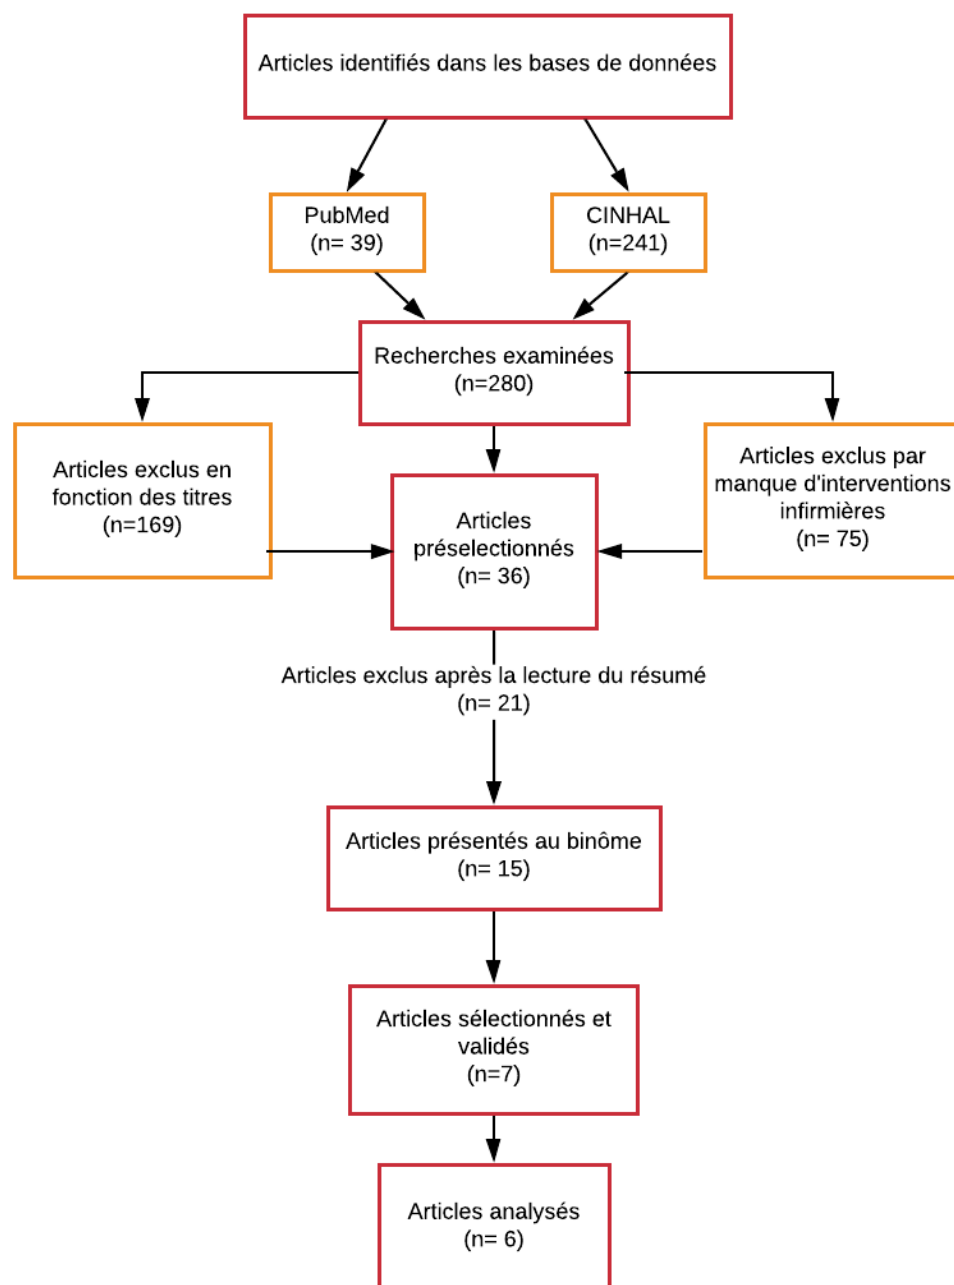 Articles identifiés dans les bases de données
PubMed
(n= 39)
CINHAL
(n=241)
Recherches examinées
(n=280)
Articles exclus en
fonction des titres
(n=169)
Articles
préselectionnés
(n= 36)
Articles exclus par
manque d'interventions
infirmières
(n= 75)
Articles exclus après la lecture du résumé
(n= 21)
Articles présentés au binôme
(n= 15)
Articles sélectionnés et
validés
(n=7)
Articles analysés
(n= 6)